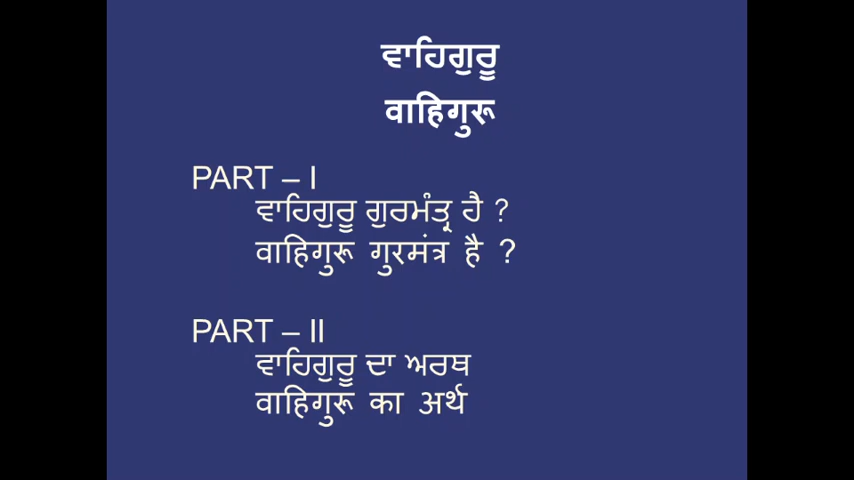 ਵਾਹਿਗੁਰੂ
वाहिगुरू
PART – I
ਵਾਹਿਗੁਰੂ ਗੁਰਮੰਤ੍ਰ ਹੈ ?
वाहिगुरू गुरमंत्र है ?
PART – II
ਵਾਹਿਗੁਰੂ ਦਾ ਅਰਥ
वाहिगुरू का अर्थ